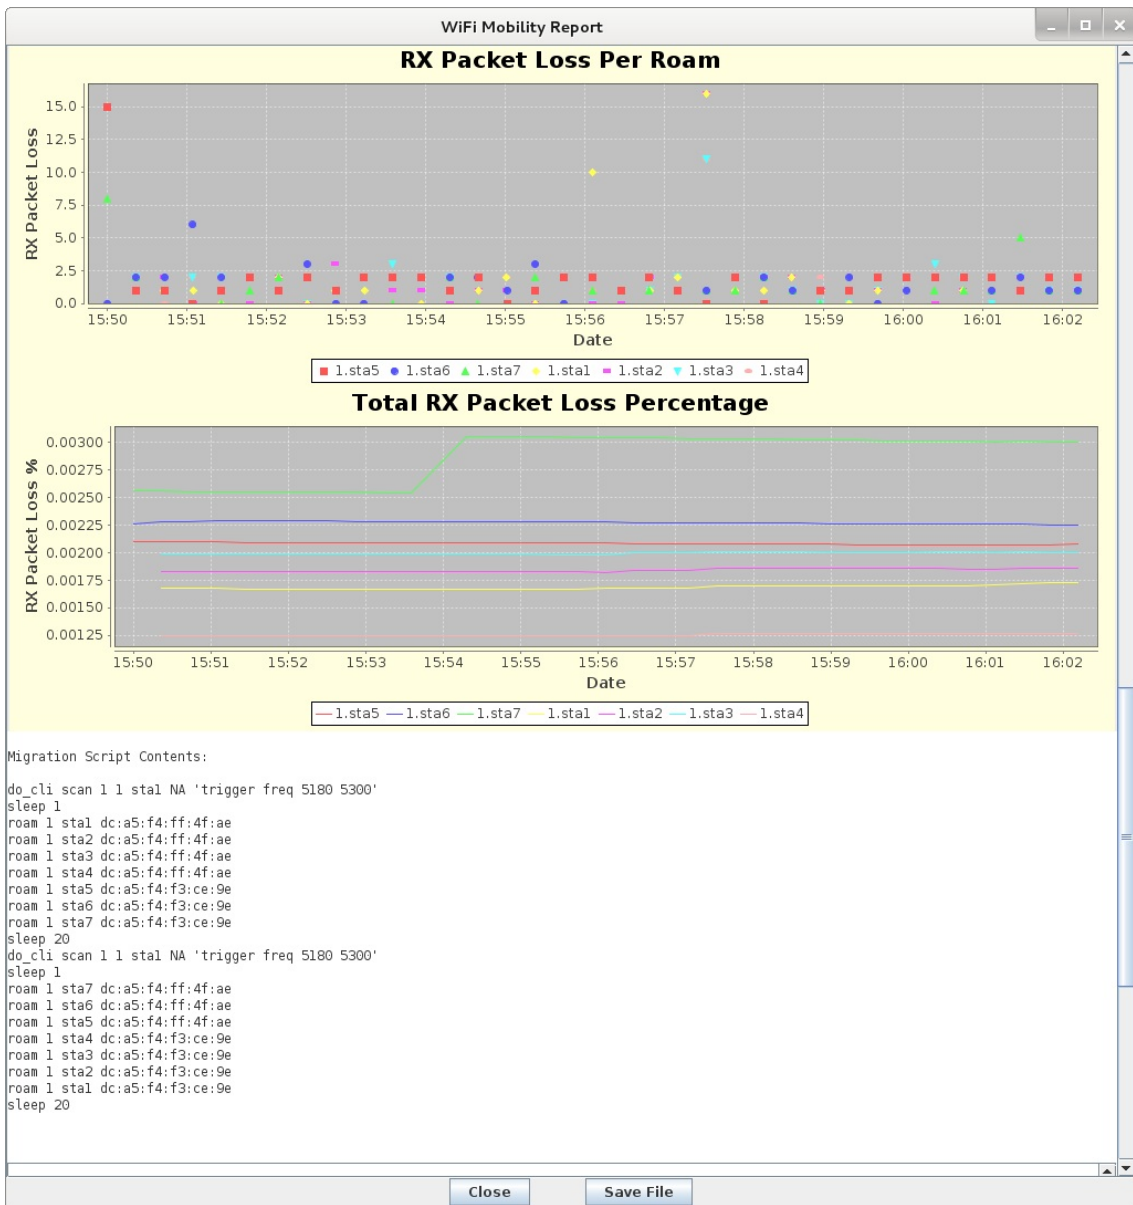 WiFi Mobility Report
RX Packet Loss Per Roam
RX Packet Loss
15.0
12.5
10.0
7.5
5.0
2.5
0.0
15:50 15:51 15:52 15:53 15:54 15:55 15:56 15:57 15:58 15:59 16:00 16:01 16:02
Date
1.sta5 1.sta6 1.sta7 1.sta1 1.sta2 1.sta3 1.sta4
Total RX Packet Loss Percentage
RX Packet Loss %
0.00300
0.00275
0.00250
0.00225
0.00200
0.00175
0.00150
0.00125
15:50 15:51 15:52 15:53 15:54 15:55 15:56 15:57 15:58 15:59 16:00 16:01 16:02
Date
1.sta5 1.sta6 1.sta7 1.sta1 1.sta2 1.sta3 1.sta4
Migration Script Contents:
do_cli scan 1 1 sta1 NA 'trigger freq 5180 5300'
sleep 1
roam 1 sta1 dc:a5:f4:ff:4f:ae
roam 1 sta2 dc:a5:f4:ff:4f:ae
roam 1 sta3 dc:a5:f4:ff:4f:ae
roam 1 sta4 dc:a5:f4:ff:4f:ae
roam 1 sta5 dc:a5:f4:f3:ce:9e
roam 1 sta6 dc:a5:f4:f3:ce:9e
roam 1 sta7 dc:a5:f4:f3:ce:9e
sleep 20
do_cli scan 1 1 sta1 NA 'trigger freq 5180 5300'
sleep 1
roam 1 sta7 dc:a5:f4:ff:4f:ae
roam 1 sta6 dc:a5:f4:ff:4f:ae
roam 1 sta5 dc:a5:f4:ff:4f:ae
roam 1 sta4 dc:a5:f4:f3:ce:9e
roam 1 sta3 dc:a5:f4:f3:ce:9e
roam 1 sta2 dc:a5:f4:f3:ce:9e
roam 1 sta1 dc:a5:f4:f3:ce:9e
sleep 20
Close Save File